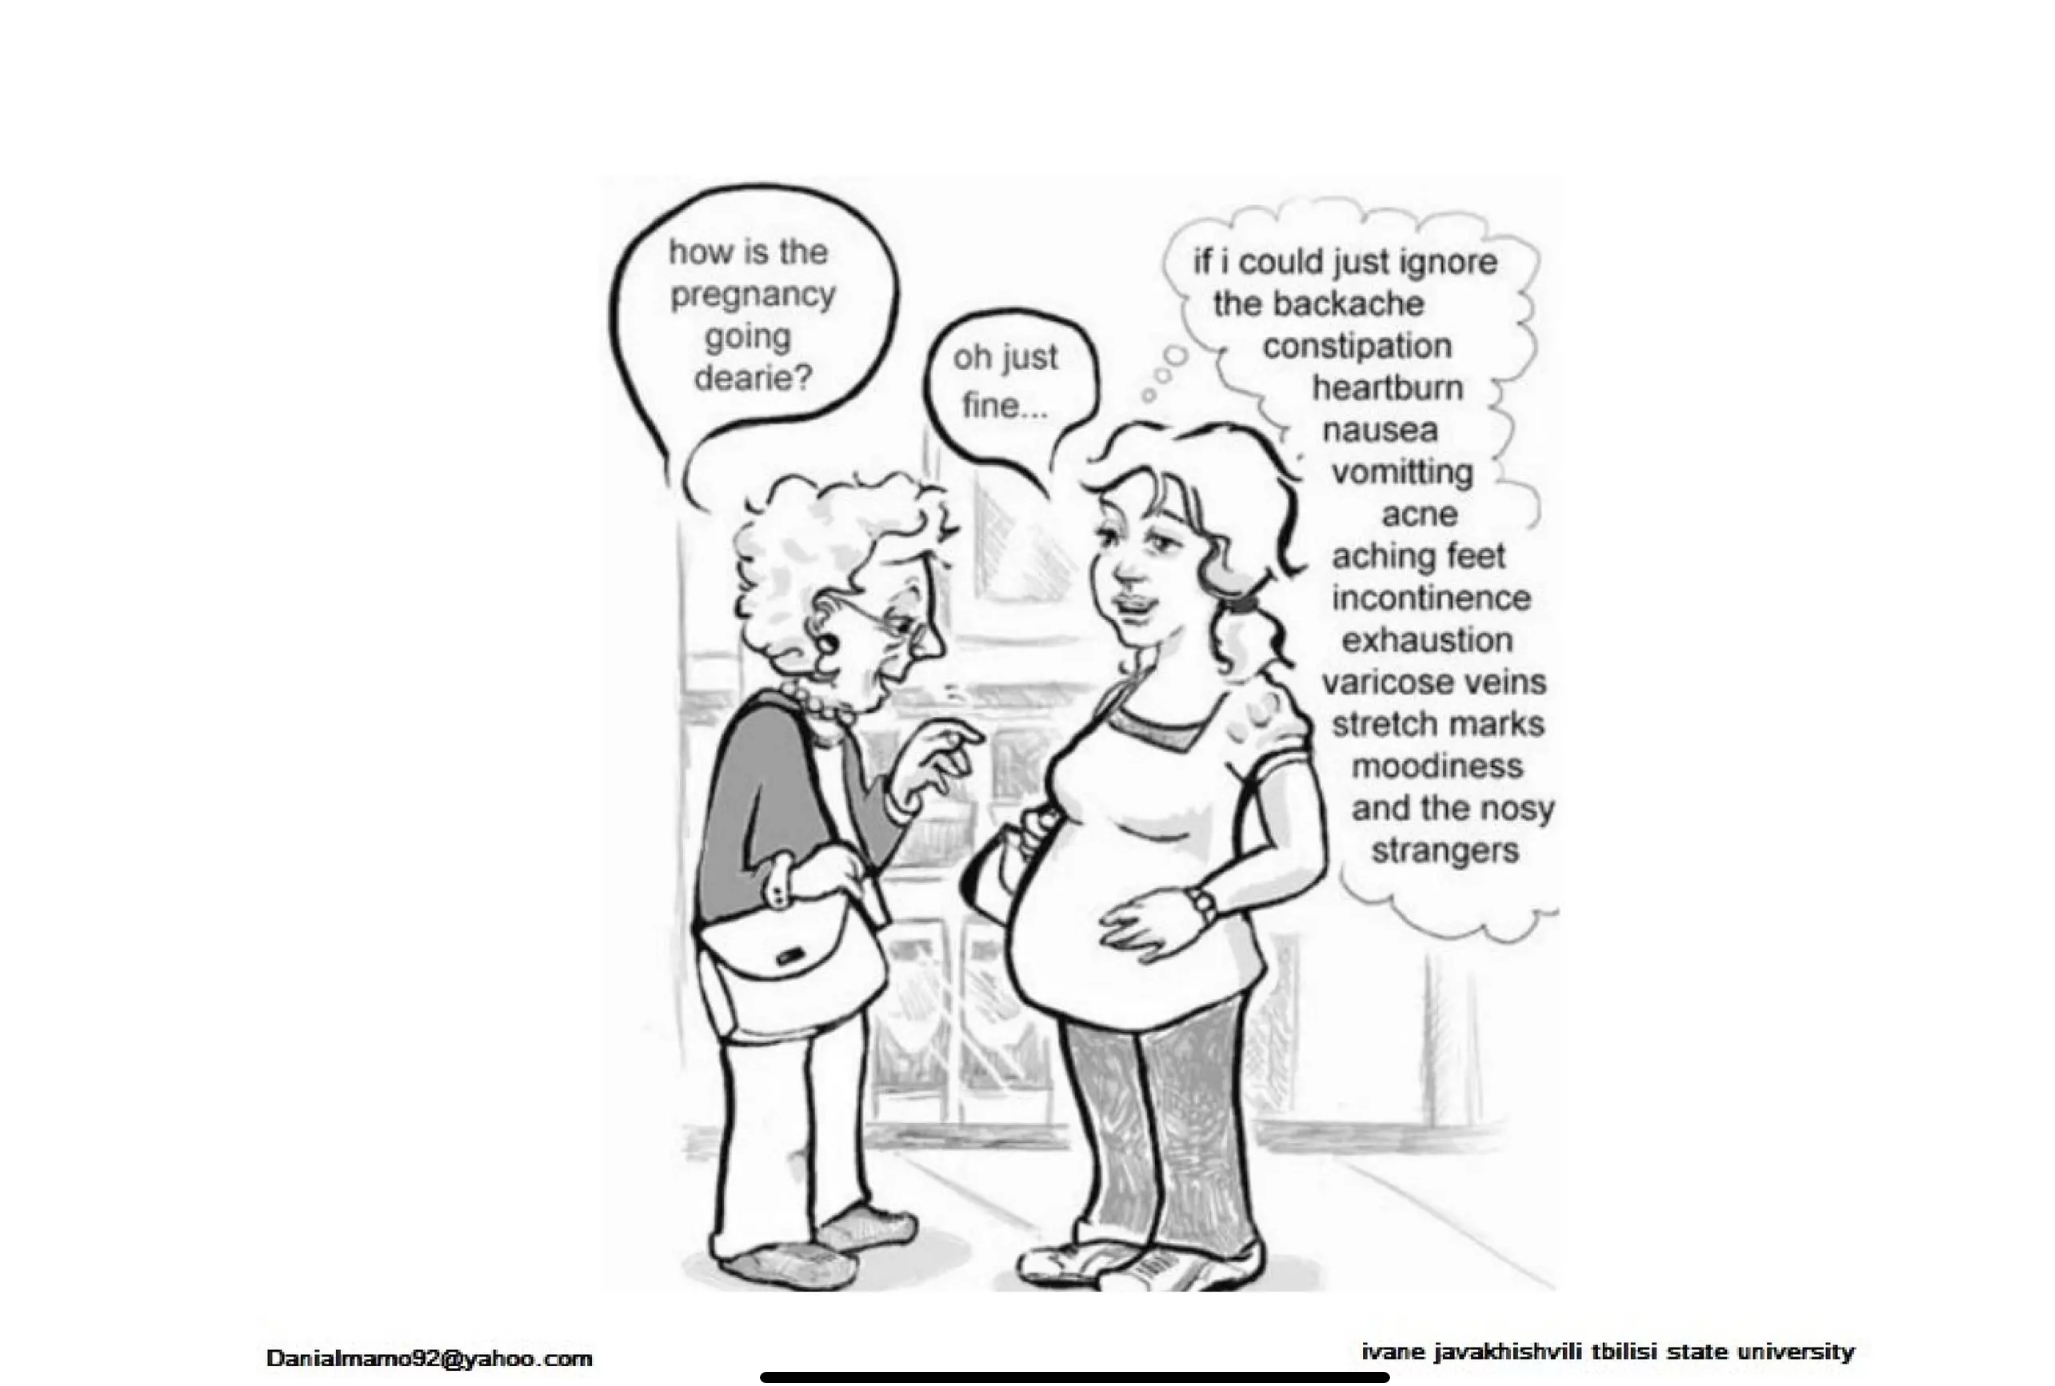 how is the
pregnancy
going
dearie?
oh just
fine...
if i could just ignore
the backache
constipation
heartburn
nausea
vomitting
acne
aching feet
incontinence
exhaustion
varicose veins
stretch marks
moodiness
and the nosy
strangers
Danialmamo92@yahoo.com
ivane javakhishvili tbilisi state university